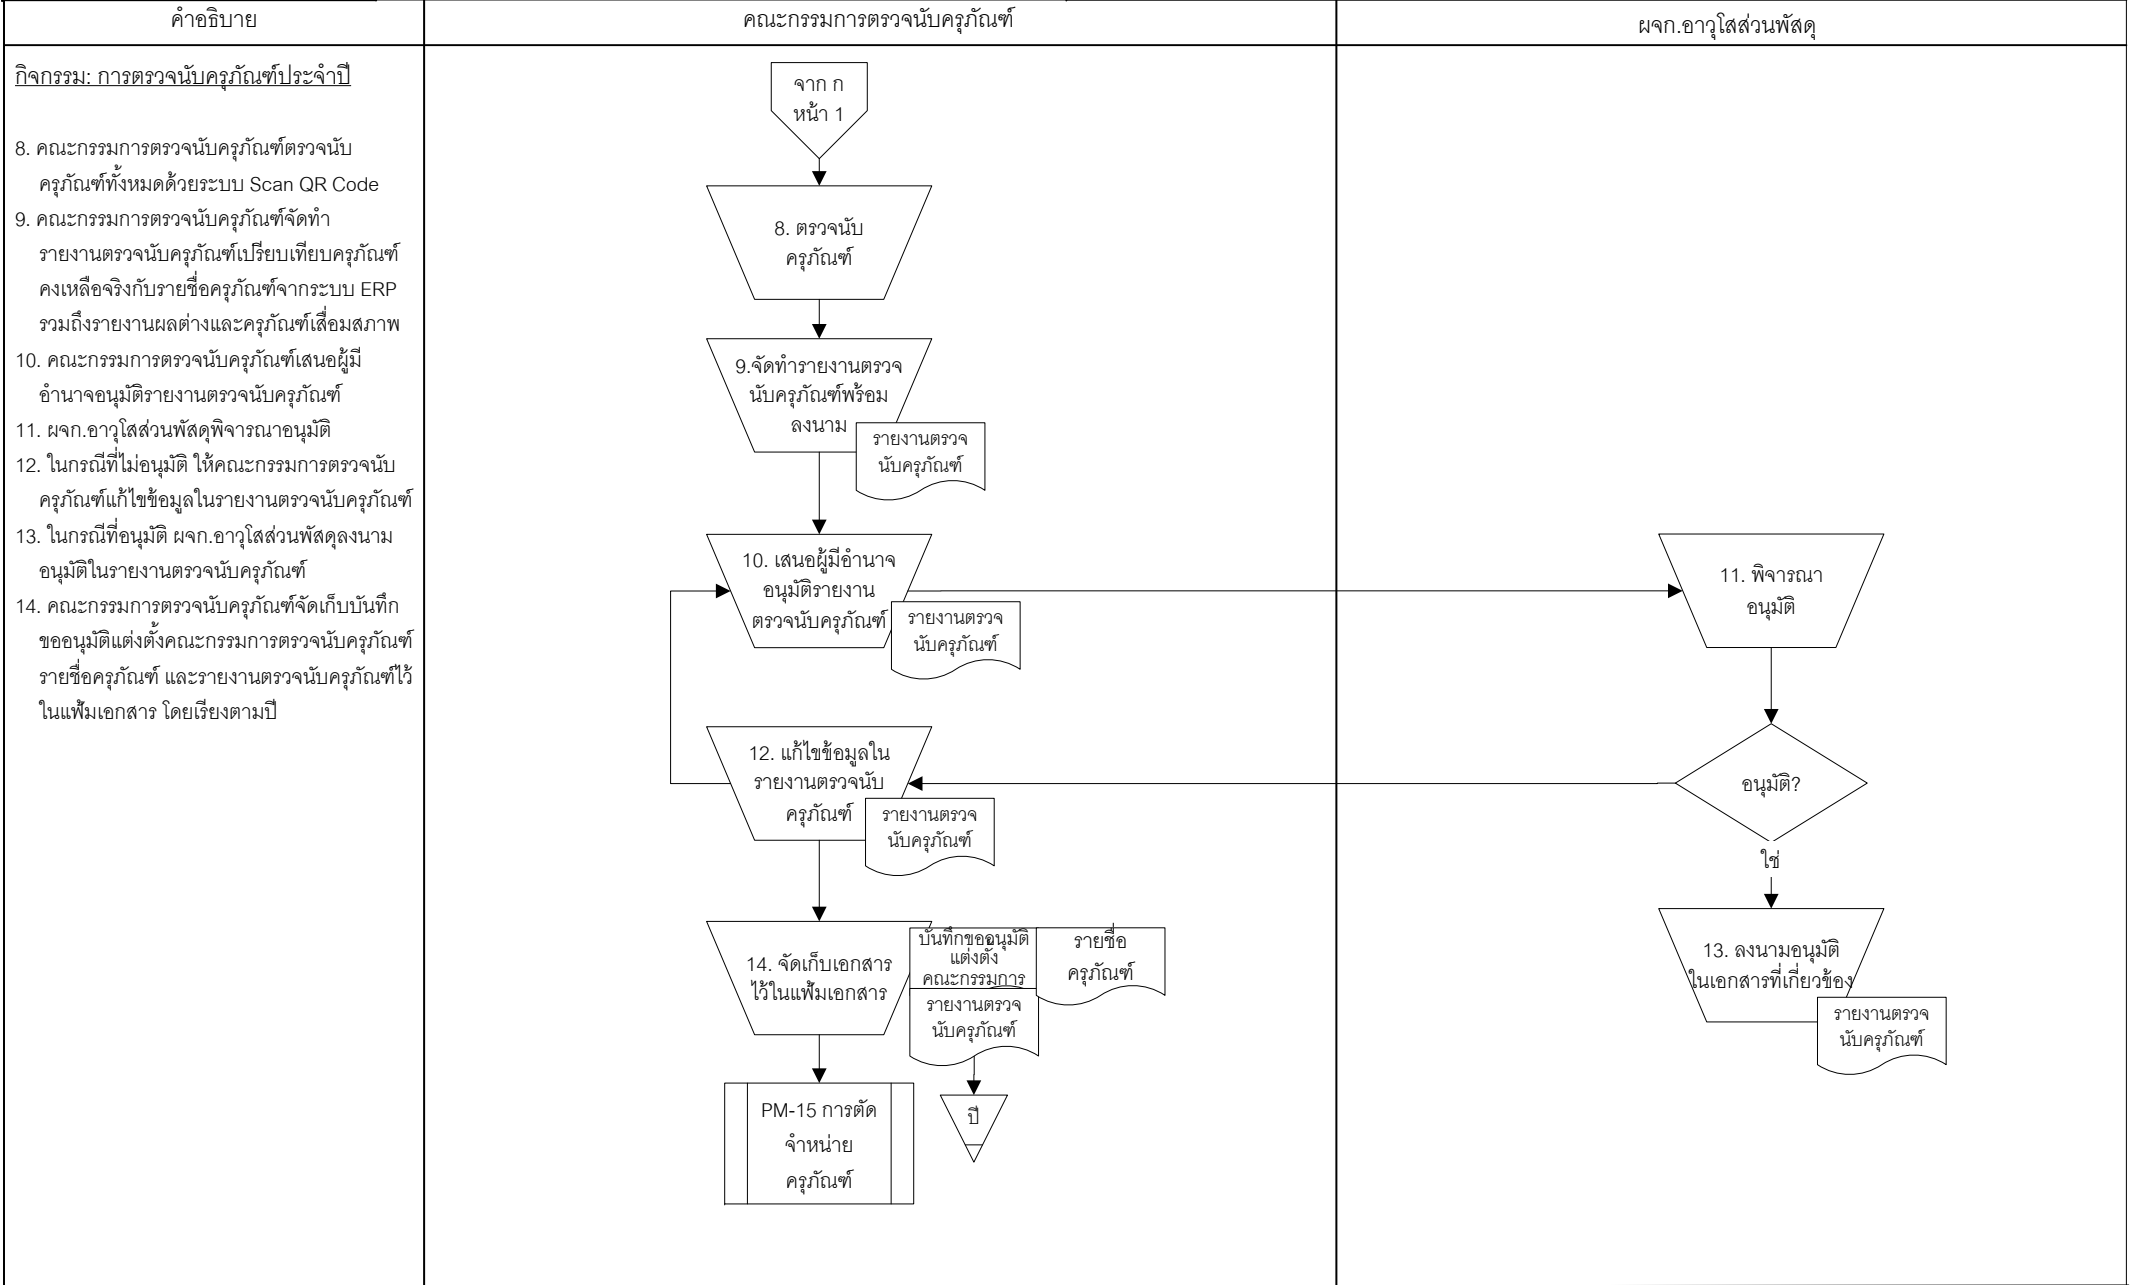 คำอธิบาย
คณะกรรมการตรวจนับครุภัณฑ์
ผจก.อาวุโสส่วนพัสดุ
กิจกรรม: การตรวจนับครุภัณฑ์ประจำปี
8. คณะกรรมการตรวจนับครุภัณฑ์ตรวจนับ
ครุภัณฑ์ทั้งหมดด้วยระบบ Scan QR Code
9. คณะกรรมการตรวจนับครุภัณฑ์จัดทำ
รายงานตรวจนับครุภัณฑ์เปรียบเทียบครุภัณฑ์
คงเหลือจริงกับรายชื่อครุภัณฑ์จากระบบ ERP
รวมถึงรายงานผลต่างและครุภัณฑ์เสื่อมสภาพ
10. คณะกรรมการตรวจนับครุภัณฑ์เสนอผู้มี
อำนาจอนุมัติรายงานตรวจนับครุภัณฑ์
11. ผจก.อาวุโสส่วนพัสดุพิจารณาอนุมัติ
12. ในกรณีที่ไม่อนุมัติ ให้คณะกรรมการตรวจนับ
ครุภัณฑ์แก้ไขข้อมูลในรายงานตรวจนับครุภัณฑ์
13. ในกรณีที่อนุมัติ ผจก.อาวุโสส่วนพัสดุลงนาม
อนุมัติในรายงานตรวจนับครุภัณฑ์
14. คณะกรรมการตรวจนับครุภัณฑ์จัดเก็บบันทึก
ขออนุมัติแต่งตั้งคณะกรรมการตรวจนับครุภัณฑ์
รายชื่อครุภัณฑ์ และรายงานตรวจนับครุภัณฑ์ไว้
ในแฟ้มเอกสาร โดยเรียงตามปี
จาก ก
หน้า 1
8. ตรวจนับ
ครุภัณฑ์
9.จัดทำรายงานตรวจ
นับครุภัณฑ์พร้อม
ลงนาม
รายงานตรวจ
นับครุภัณฑ์
10. เสนอผู้มีอำนาจ
อนุมัติรายงาน
ตรวจนับครุภัณฑ์
รายงานตรวจ
นับครุภัณฑ์
11. พิจารณา
อนุมัติ
12. แก้ไขข้อมูลใน
รายงานตรวจนับ
ครุภัณฑ์
รายงานตรวจ
นับครุภัณฑ์
อนุมัติ?
ใช่
14. จัดเก็บเอกสาร
ไว้ในแฟ้มเอกสาร
บันทึกขออนุมัติ
แต่งตั้ง
คณะกรรมการ
รายชื่อ
ครุภัณฑ์
รายงานตรวจ
นับครุภัณฑ์
13. ลงนามอนุมัติ
ในเอกสารที่เกี่ยวข้อง
รายงานตรวจ
นับครุภัณฑ์
PM-15 การตัด
จำหน่าย
ครุภัณฑ์
ปี